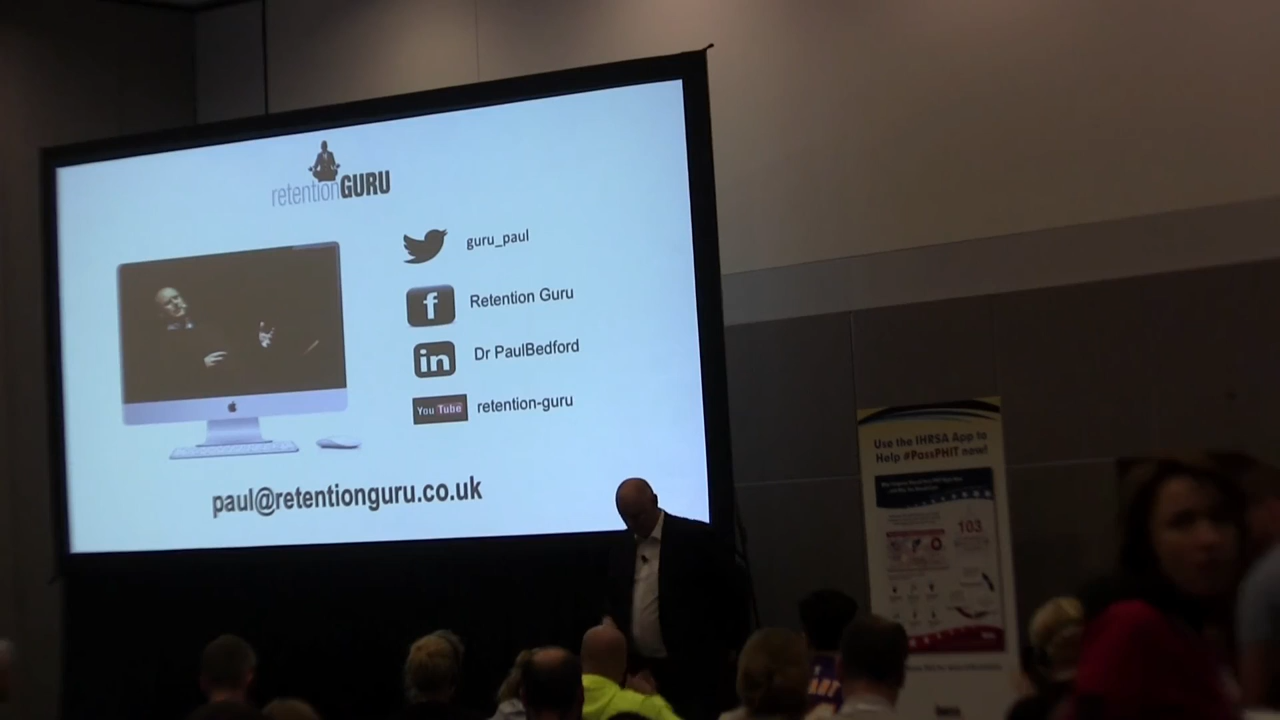 retentionGURU
guru_paul
f
Retention Guru
in
Dr PaulBedford
You Tube
retention-guru
paul@retentionguru.co.uk
Use the IHRSA App to
Help #PassPHIT now!
103